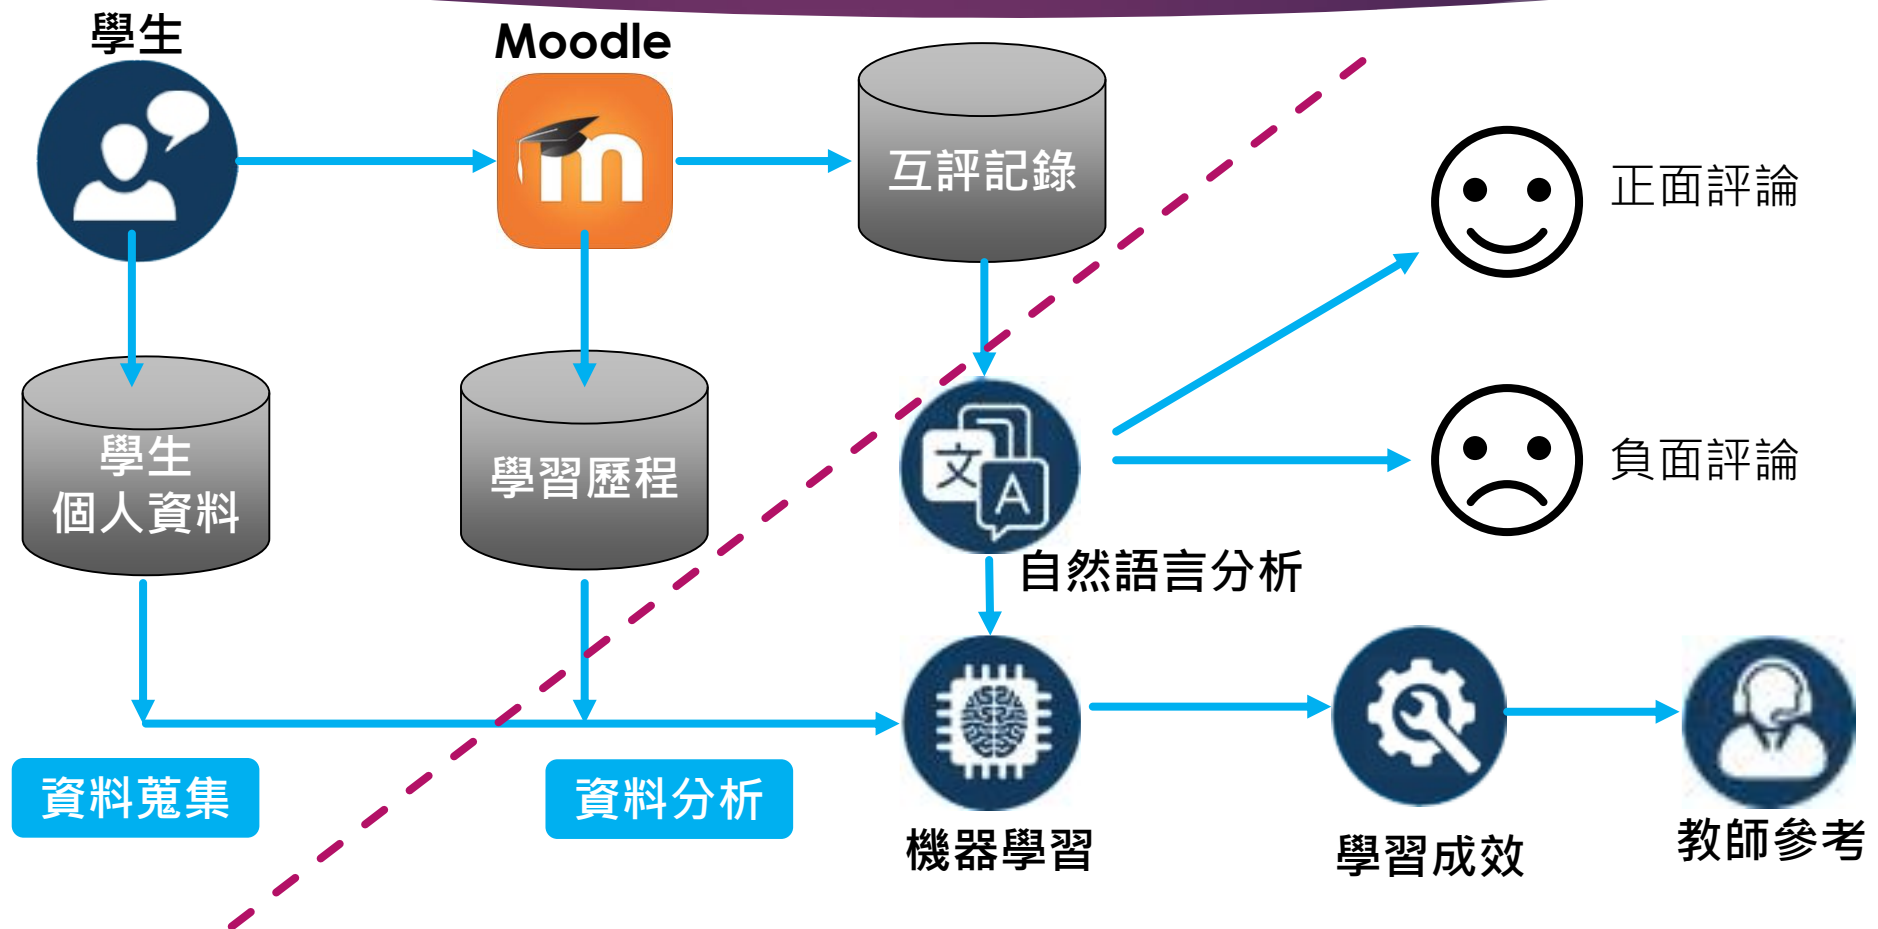 學生
Moodle
m
互評記錄
正面評論
學生
個人資料
學習歷程
文
A
負面評論
自然語言分析
資料蒐集
資料分析
機器學習
學習成效
教師參考